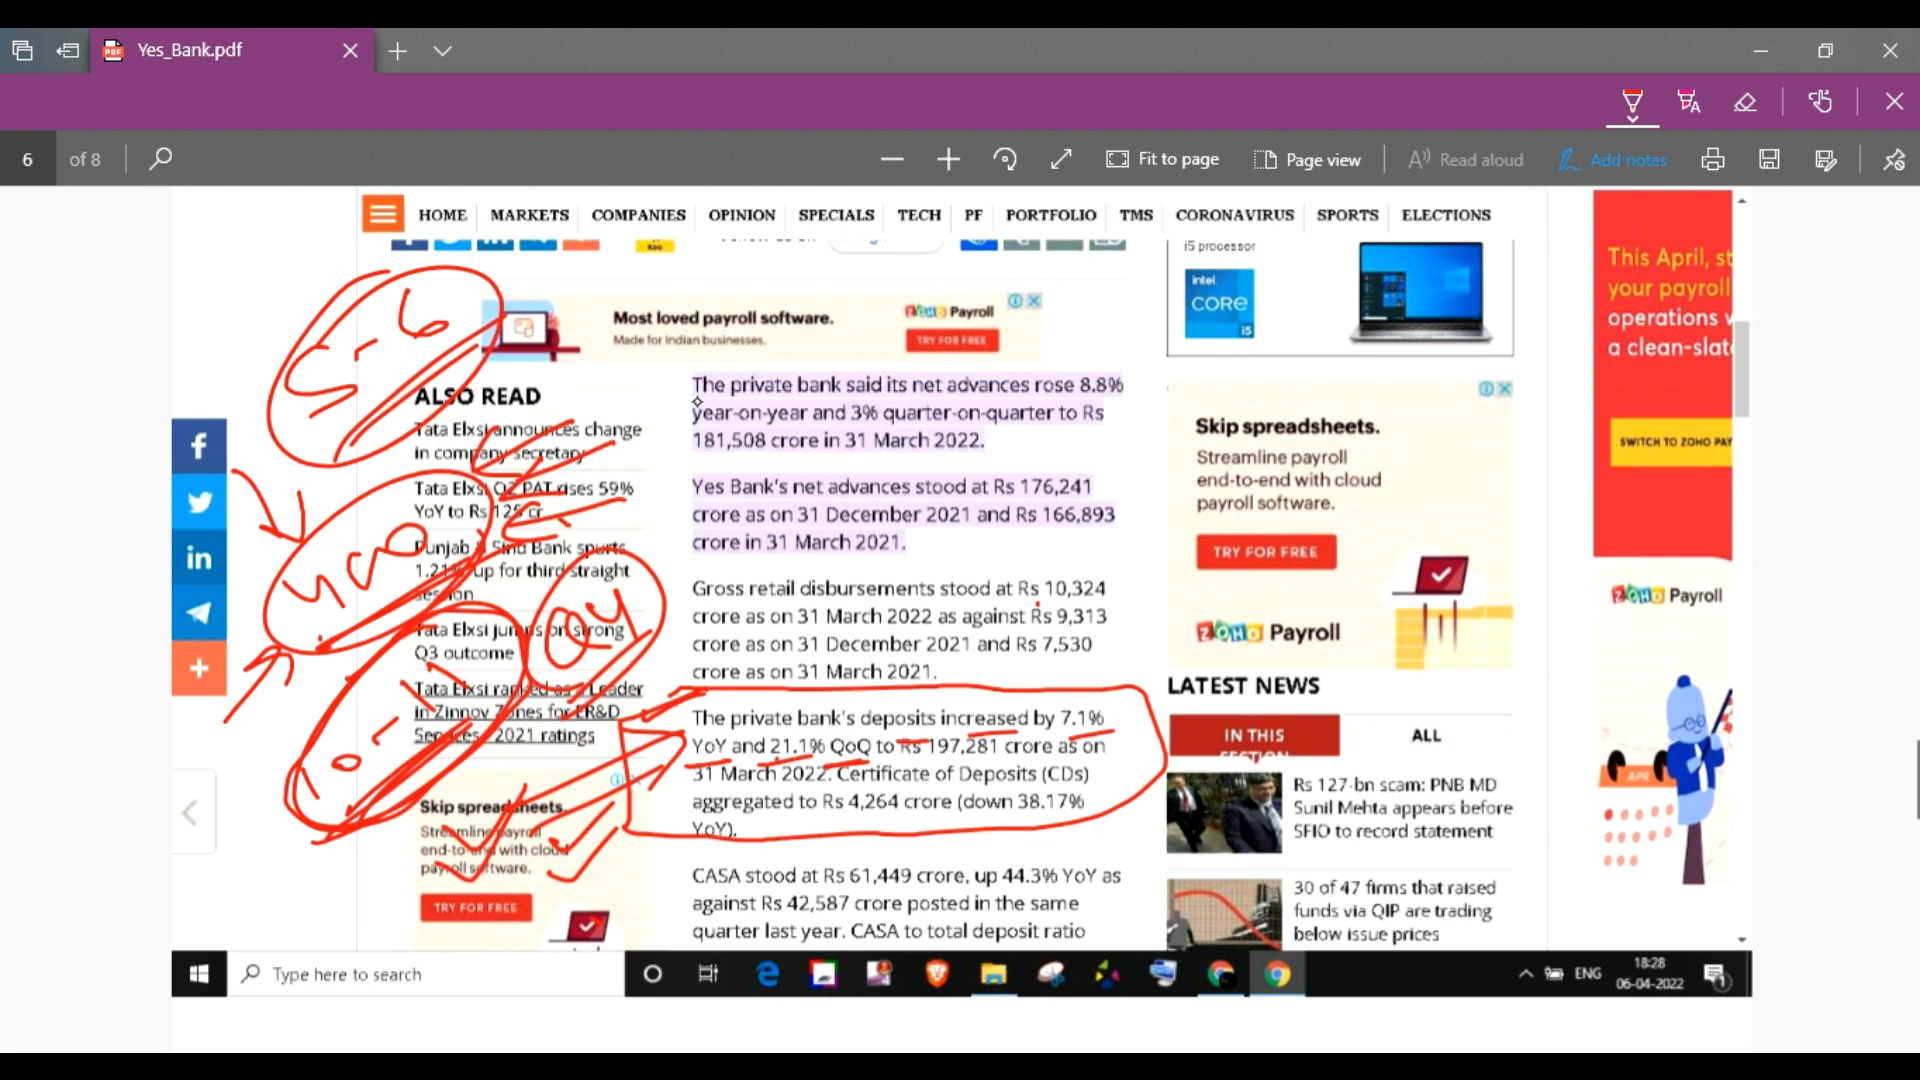 Yes_Bank.pdf
6 of 8
Fit to page
Page view
Read aloud
Add notes
HOME MARKETS COMPANIES OPINION SPECIALS TECH PF PORTFOLIO TMS CORONAVIRUS SPORTS ELECTIONS
Most loved payroll software.
Made for Indian businesses.
ZOHO Payroll
TRY FOR FREE
i5 processor
intel
CORE
i5
This April, st
your payroll
operations w
a clean-slat
SWITCH TO ZOHO PAY
ZOHO Payroll
APR
5-6
ALSO READ
Tata Elxsi announces change
in company secretary
Tata Elxsi Q2 PAT rises 59%
YoY to Rs 125 cr
Punjab & Sind Bank spurts
1.21%, up for third straight
session
Tata Elxsi jumps on strong
Q3 outcome
Tata Elxsi ranked as a Leader
in Zinnov Zones for ER&D
Services - 2021 ratings
Skip spreadsheets.
Streamline payroll
end-to-end with cloud
payroll software.
TRY FOR FREE
The private bank said its net advances rose 8.8%
year-on-year and 3% quarter-on-quarter to Rs
181,508 crore in 31 March 2022.
Yes Bank's net advances stood at Rs 176,241
crore as on 31 December 2021 and Rs 166,893
crore in 31 March 2021.
Gross retail disbursements stood at Rs 10,324
crore as on 31 March 2022 as against Rs 9,313
crore as on 31 December 2021 and Rs 7,530
crore as on 31 March 2021.
The private bank's deposits increased by 7.1%
YoY and 21.1% QoQ to Rs 197,281 crore as on
31 March 2022. Certificate of Deposits (CDs)
aggregated to Rs 4,264 crore (down 38.17%
YoY).
CASA stood at Rs 61,449 crore, up 44.3% YoY as
against Rs 42,587 crore posted in the same
quarter last year. CASA to total deposit ratio
Skip spreadsheets.
Streamline payroll
end-to-end with cloud
payroll software.
TRY FOR FREE
ZOHO Payroll
LATEST NEWS
IN THIS
SECTION
ALL
Rs 127-bn scam: PNB MD
Sunil Mehta appears before
SFIO to record statement
30 of 47 firms that raised
funds via QIP are trading
below issue prices
Type here to search
ENG
18:28
06-04-2022
1